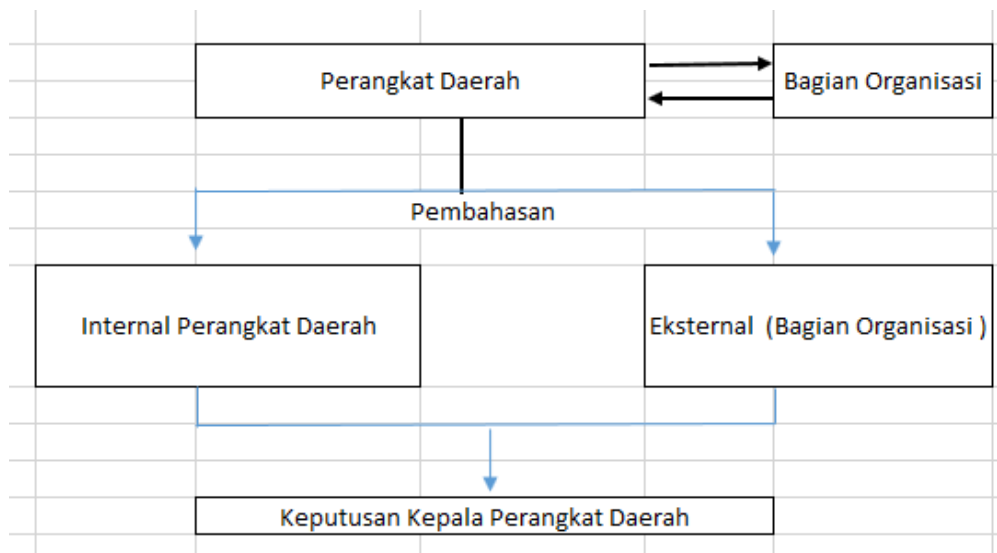 Perangkat Daerah
Bagian Organisasi
Pembahasan
Internal Perangkat Daerah
Eksternal (Bagian Organisasi )
Keputusan Kepala Perangkat Daerah